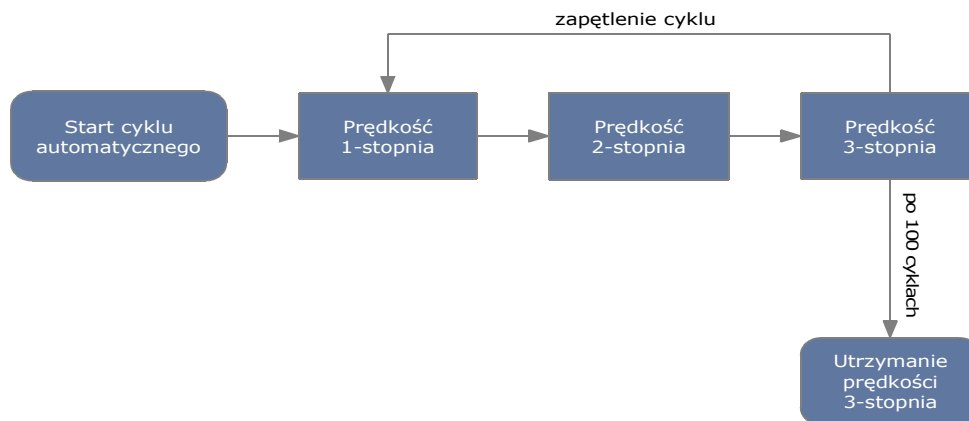 zapętlenie cyklu
Start cyklu
automatycznego
Prędkość
1-stopnia
Prędkość
2-stopnia
Prędkość
3-stopnia
po 100 cyklach
Utrzymanie
prędkości
3-stopnia